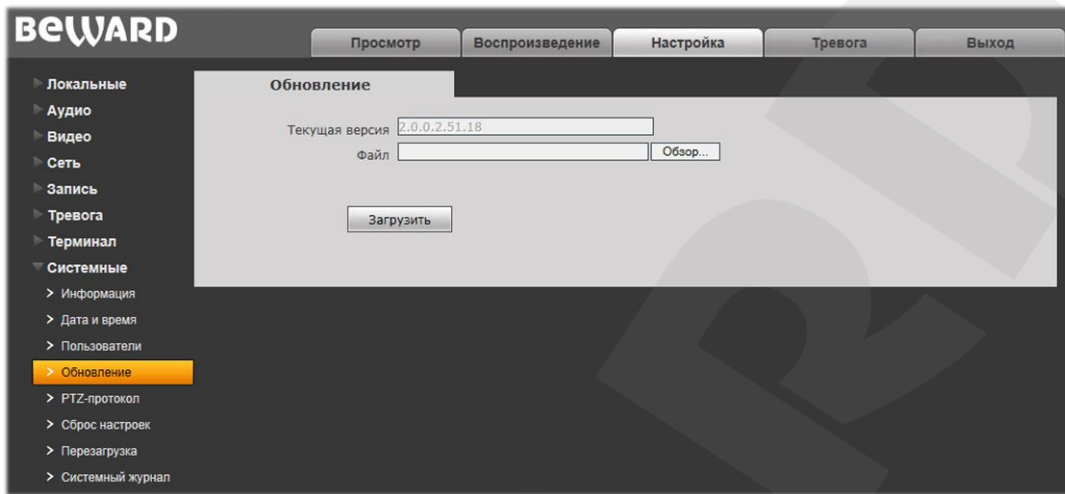 BEWARD
Просмотр
Воспроизведение
Настройка
Тревога
Выход
Локальные
Аудио
Видео
Сеть
Запись
Тревога
Терминал
Системные
Информация
Дата и время
Пользователи
Обновление
PTZ-протокол
Сброс настроек
Перезагрузка
Системный журнал
Обновление
Текущая версия 2.0.0.2.51.18
Файл Обзор...
Загрузить